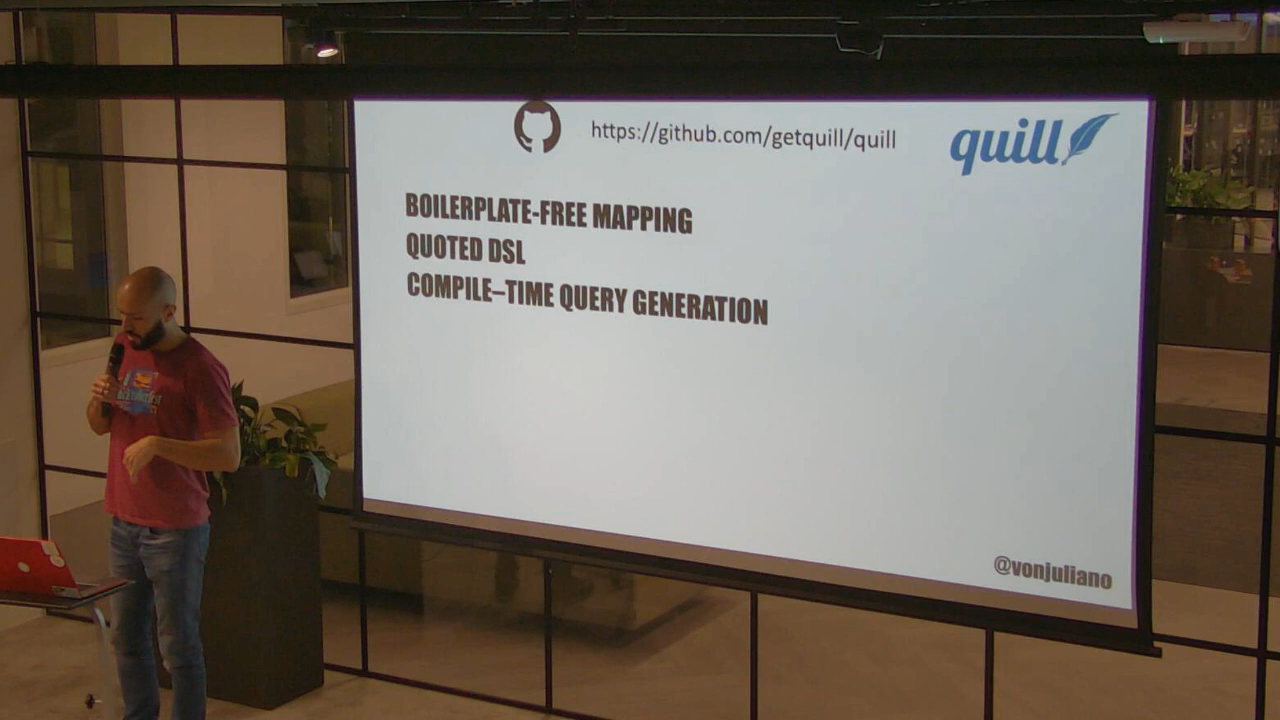 https://github.com/getquill/quill
quill
BOILERPLATE-FREE MAPPING
QUOTED DSL
COMPILE–TIME QUERY GENERATION
@vonjuliano